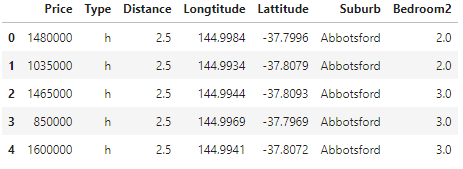 Price Type Distance Longtitude Lattitude Suburb Bedroom2
0 1480000 h 2.5 144.9984 -37.7996 Abbotsford 2.0
1 1035000 h 2.5 144.9934 -37.8079 Abbotsford 2.0
2 1465000 h 2.5 144.9944 -37.8093 Abbotsford 3.0
3 850000 h 2.5 144.9969 -37.7969 Abbotsford 3.0
4 1600000 h 2.5 144.9941 -37.8072 Abbotsford 3.0